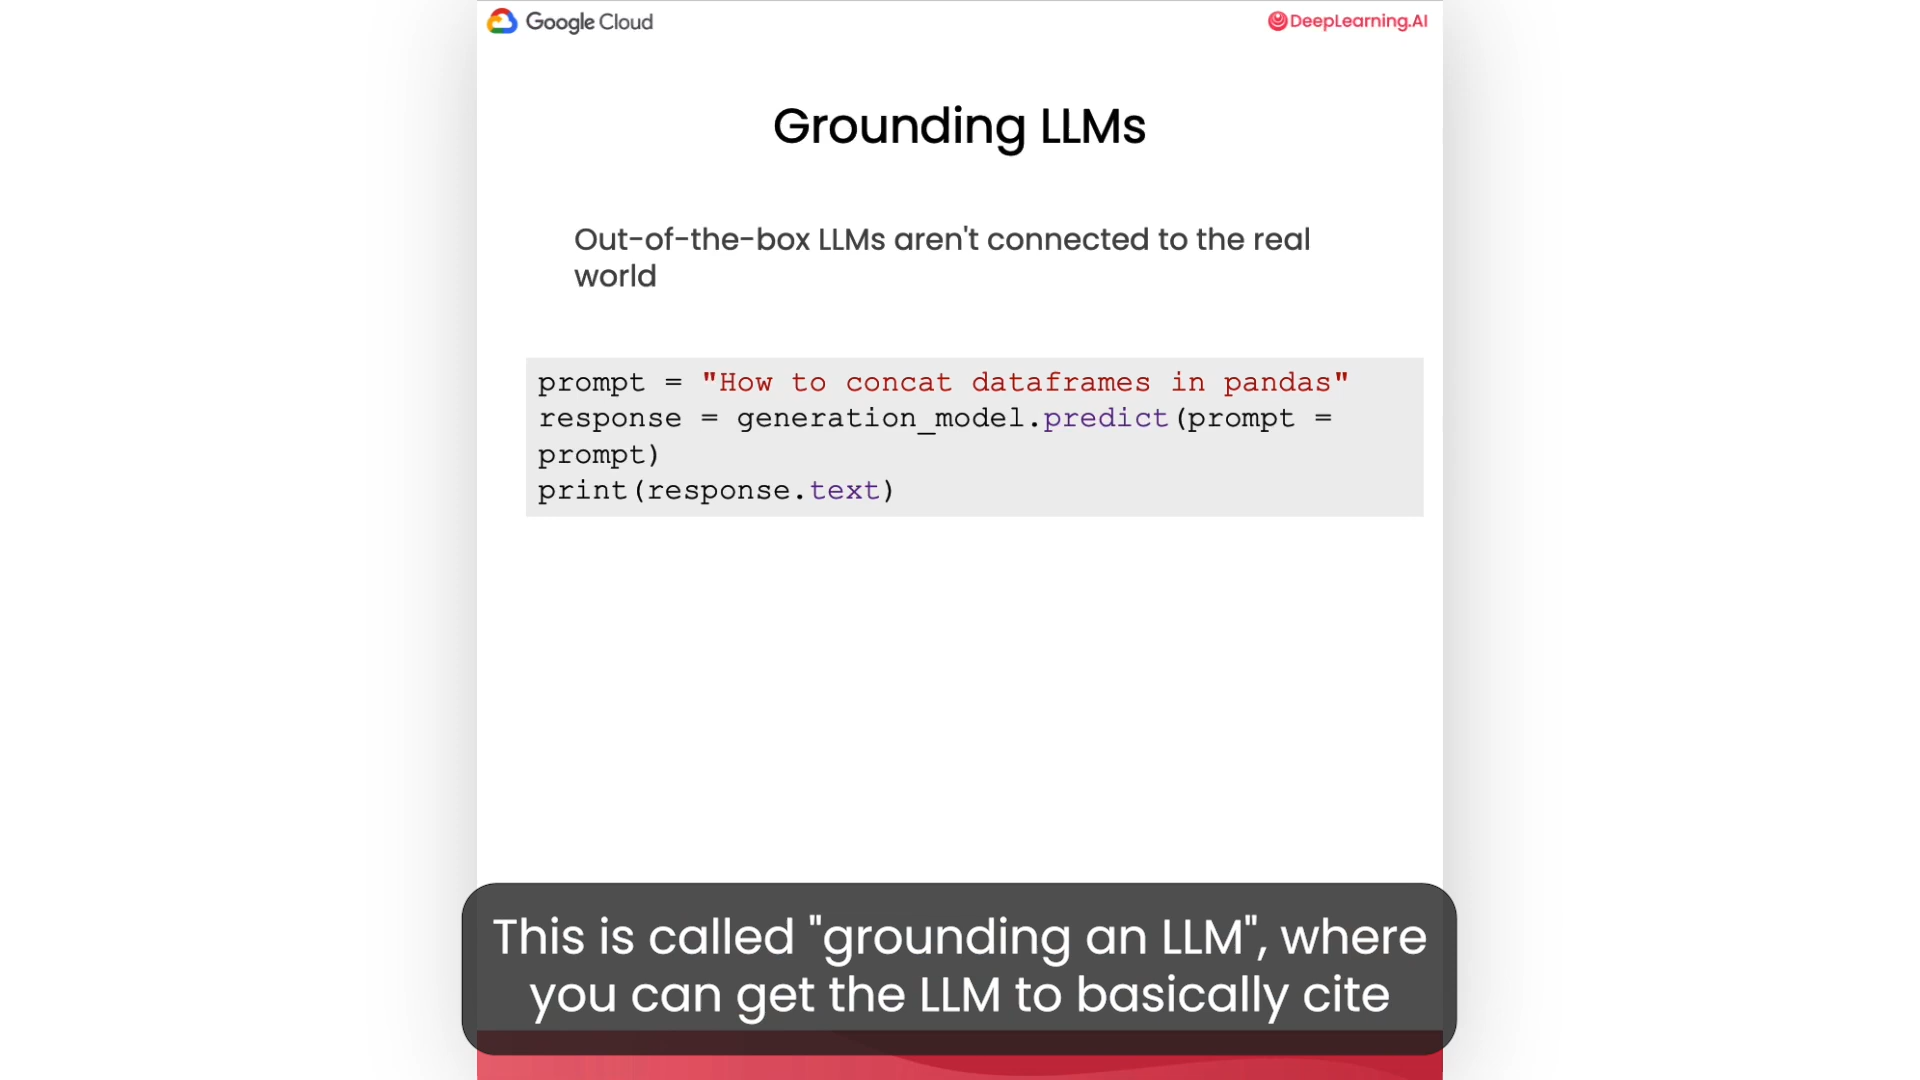 Google Cloud
DeepLearning.AI
Grounding LLMs
Out-of-the-box LLMs aren't connected to the real
world
prompt = "How to concat dataframes in pandas"
response = generation_model.predict(prompt =
prompt)
print(response.text)
This is called "grounding an LLM", where
you can get the LLM to basically cite